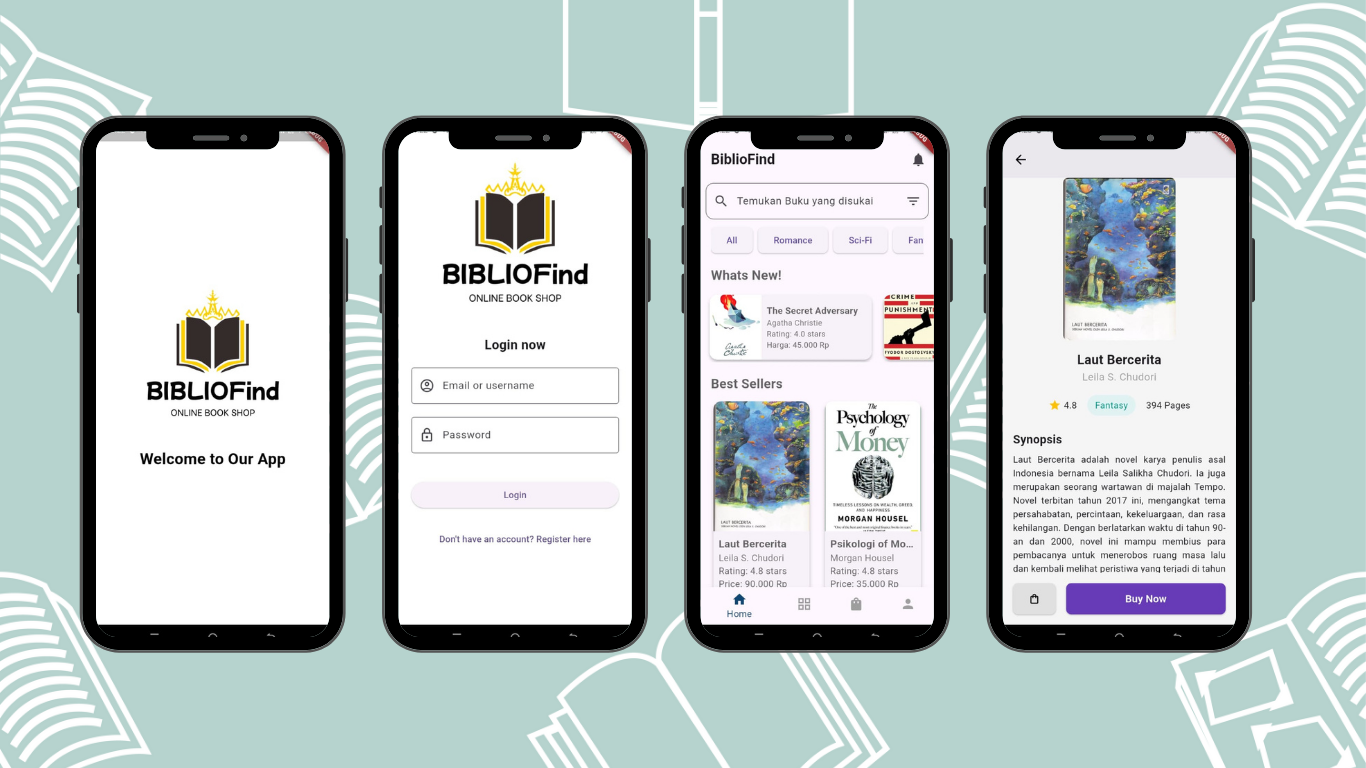 BIBLIOFind
ONLINE BOOK SHOP
Welcome to Our App
BIBLIOFind
ONLINE BOOK SHOP
Login now
Email or username
Password
Login
Don't have an account? Register here
BiblioFind
Temukan Buku yang disukai
All Romance Sci-Fi Fan
Whats New!
The Secret Adversary
Agatha Christie
Rating: 4.0 stars
Harga: 45.000 Rp
Agatha
Christie
CRIME
AND
PUNISHMENT
FYODOR DOSTOEVSKY
Best Sellers
LAUT BERCERITA
The
Psychology
of
Money
TIMELESS LESSONS ON WEALTH, GREED,
AND HAPPINESS
MORGAN HOUSEL
Laut Bercerita
Leila S. Chudori
Rating: 4.8 stars
Price: 90.000 Rp
Psikologi of Mo...
Morgan Housel
Rating: 4.8 stars
Price: 35.000 Rp
Home
LAUT BERCERITA
Laut Bercerita
Leila S. Chudori
4.8 Fantasy 394 Pages
Synopsis
Laut Bercerita adalah novel karya penulis asal
Indonesia bernama Leila Salikha Chudori. Ia juga
merupakan seorang wartawan di majalah Tempo.
Novel terbitan tahun 2017 ini, mengangkat tema
persahabatan, percintaan, kekeluargaan, dan rasa
kehilangan. Dengan berlatarkan waktu di tahun 90-
an dan 2000, novel ini mampu membius para
pembacanya untuk menerobos ruang masa lalu
dan kembali melihat peristiwa yang terjadi di tahun
Buy Now